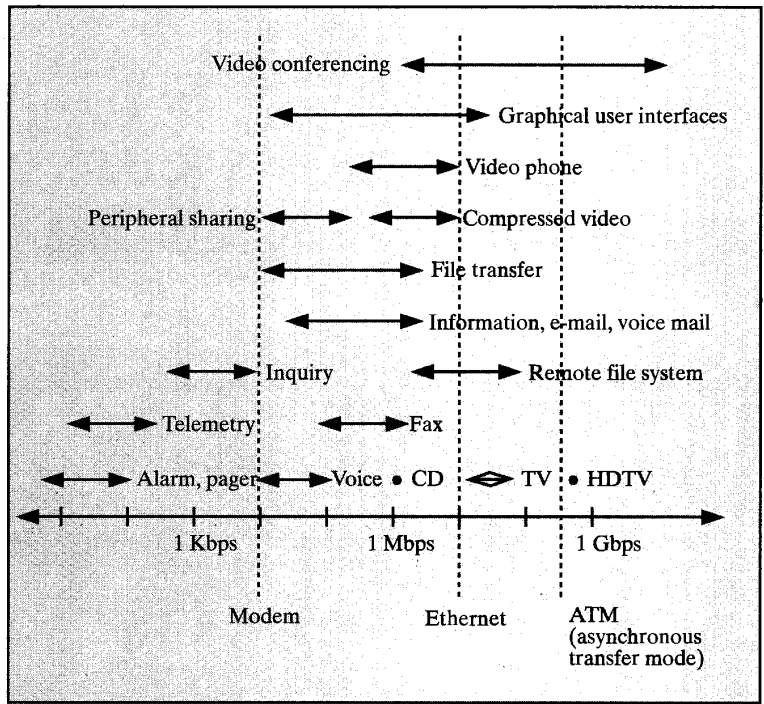 Video conferencing
Graphical user interfaces
Video phone
Peripheral sharing Compressed video
File transfer
Information, e-mail, voice mail
Inquiry Remote file system
Telemetry Fax
Alarm, pager Voice CD TV HDTV
1 Kbps 1 Mbps 1 Gbps
Modem Ethernet ATM
(asynchronous
transfer mode)